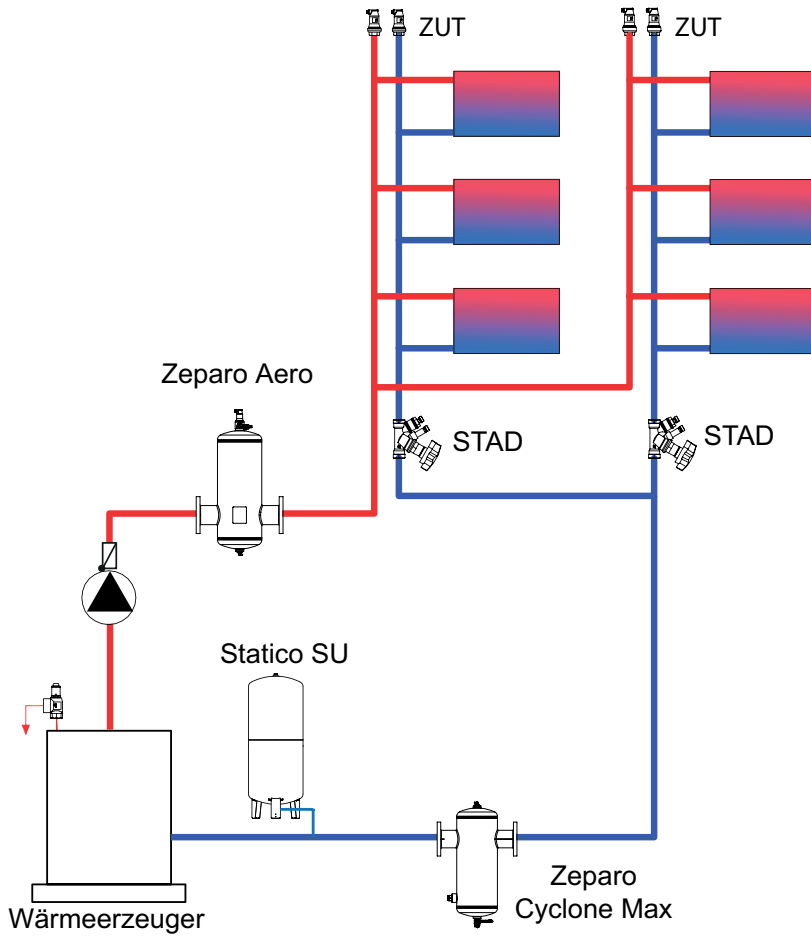 ZUT
ZUT
Zeparo Aero
STAD
STAD
Statico SU
Zeparo
Cyclone Max
Wärmeerzeuger